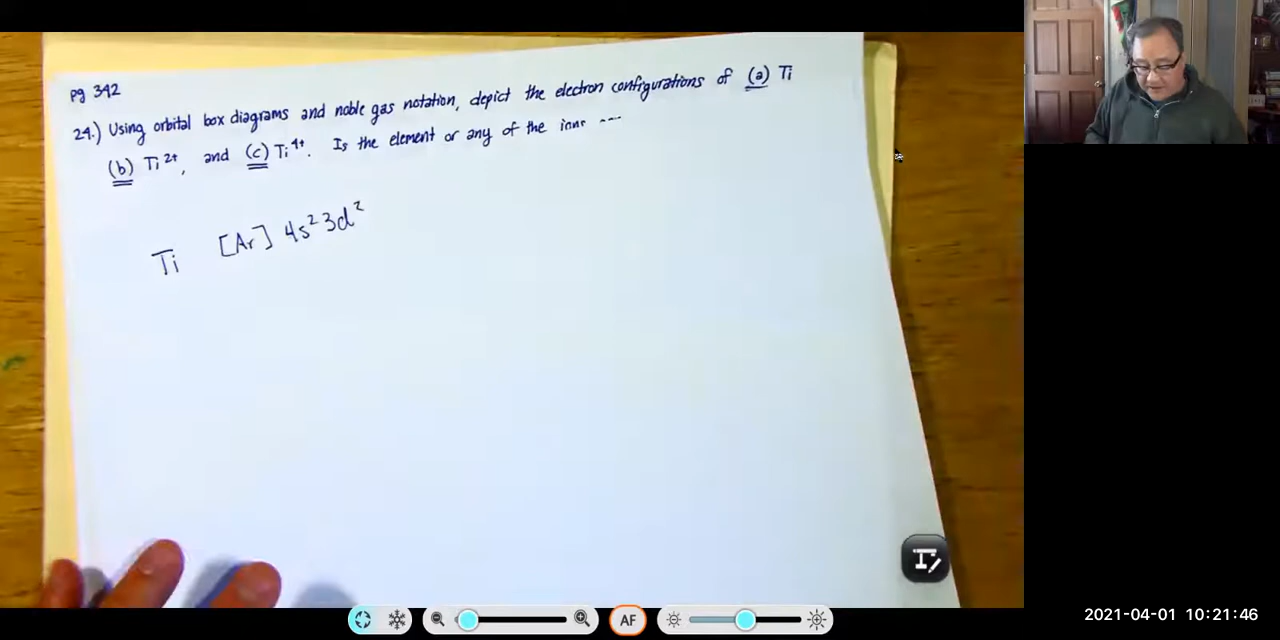 pg 342
24.) Using orbital box diagrams and noble gas notation, depict the electron configurations of (a) Ti
(b) Ti²⁺, and (c) Ti⁴⁺. Is the element or any of the
Ti [Ar] 4s² 3d²
AF
2021-04-01 10:21:46